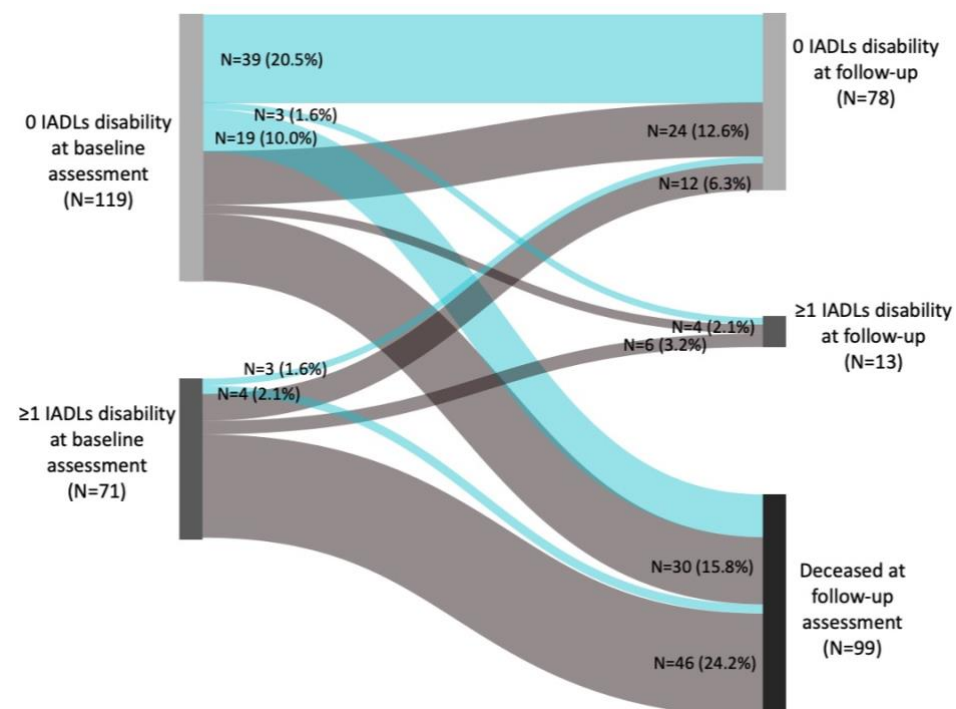 0 IADLs disability
at baseline
assessment
(N=119)
≥1 IADLs disability
at baseline
assessment
(N=71)
N=39 (20.5%)
N=3 (1.6%)
N=19 (10.0%)
N=3 (1.6%)
N=4 (2.1%)
N=24 (12.6%)
N=12 (6.3%)
N=4 (2.1%)
N=6 (3.2%)
N=30 (15.8%)
N=46 (24.2%)
0 IADLs disability
at follow-up
(N=78)
≥1 IADLs disability
at follow-up
(N=13)
Deceased at
follow-up
assessment
(N=99)